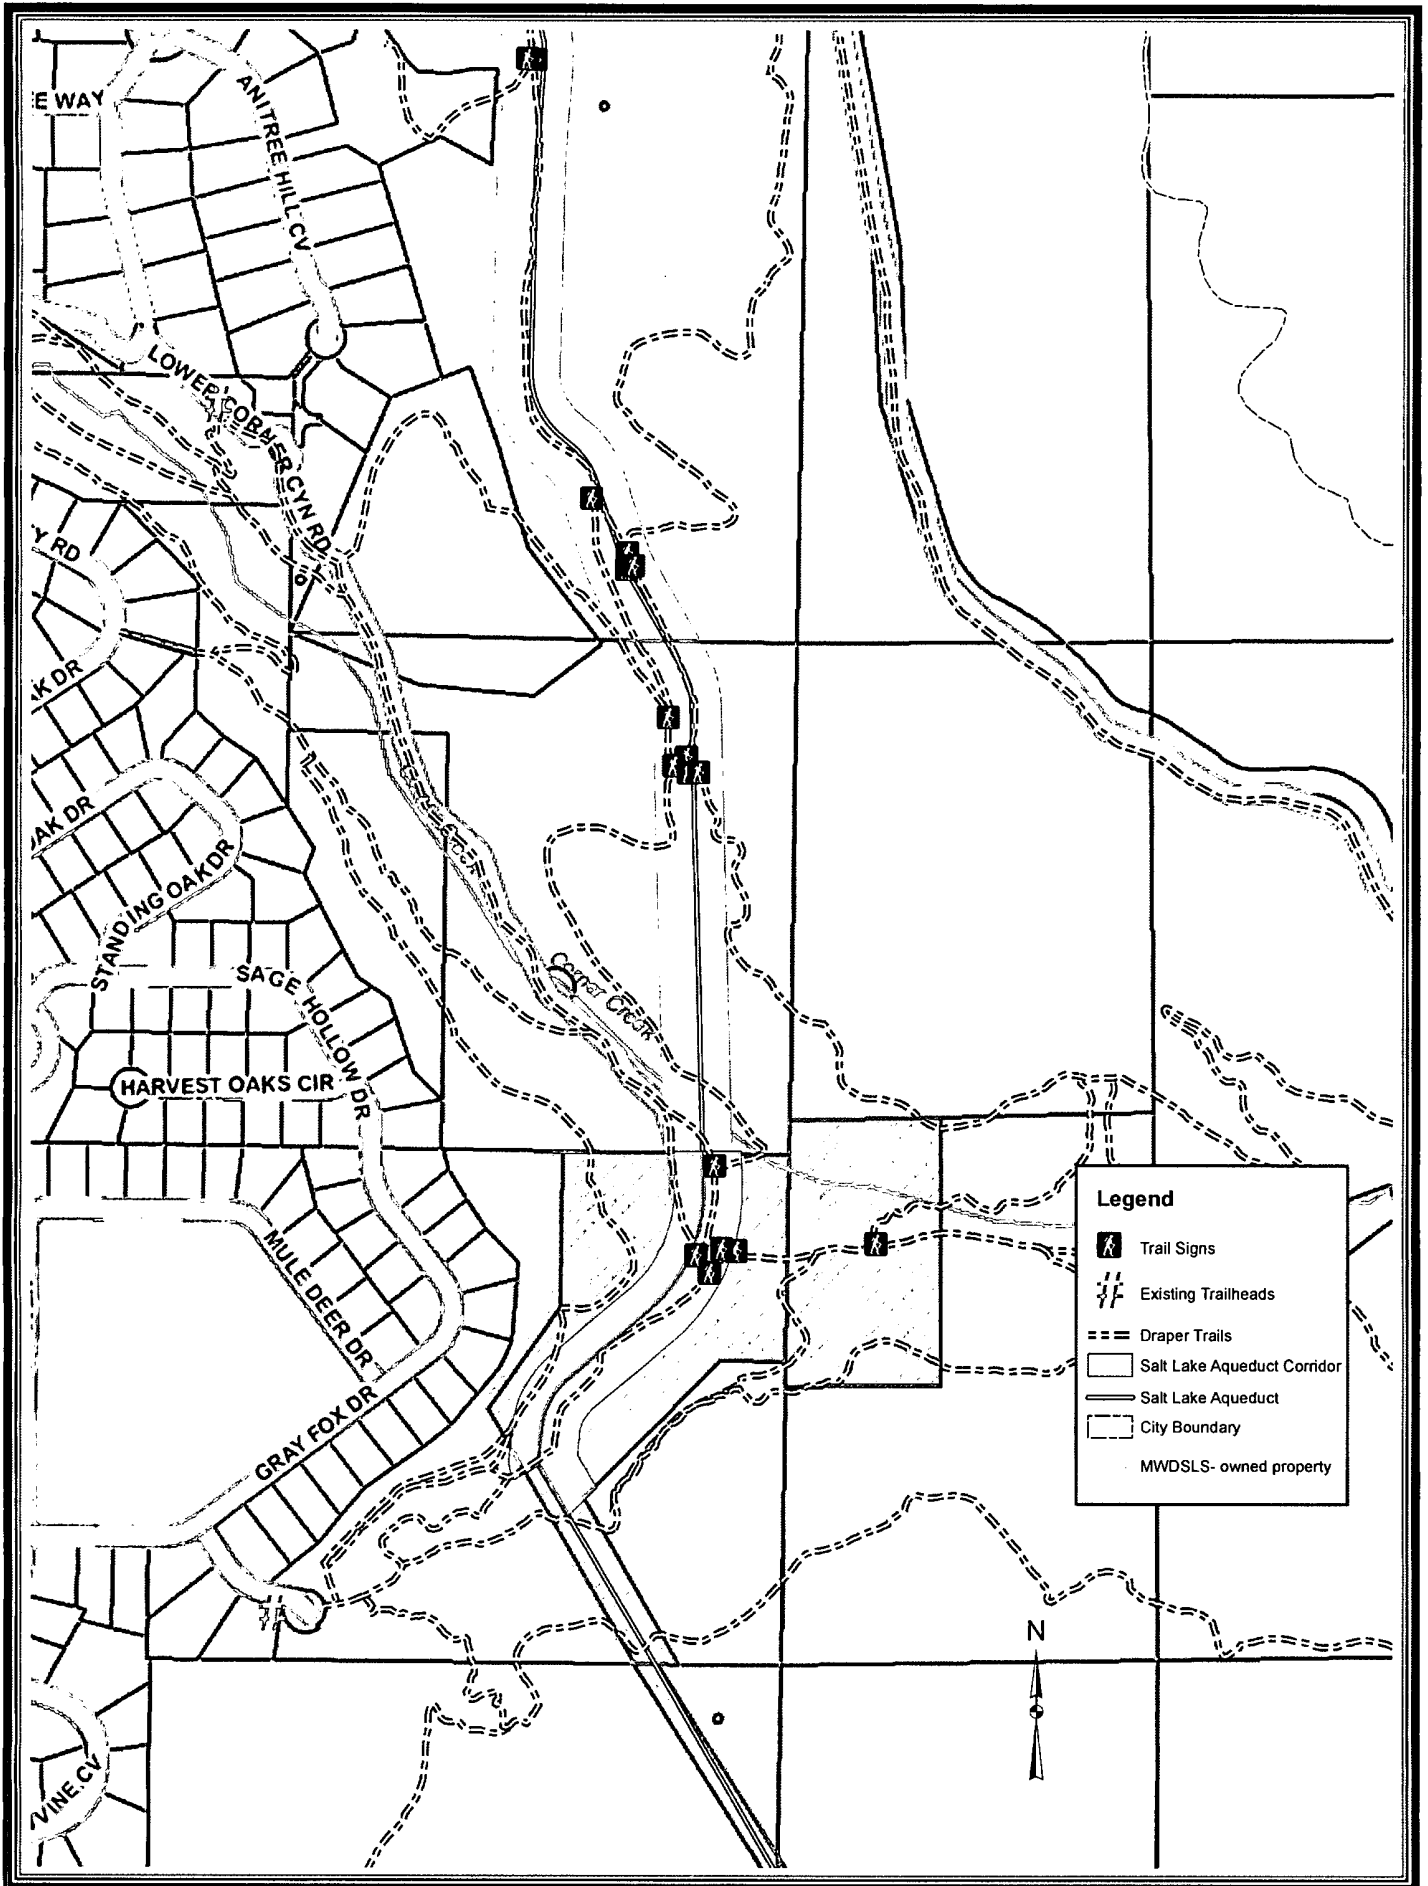 E WAY
ANITREE HILL CV
LOWER CORNER CYN RD
Y RD
K DR
OAK DR
STANDING OAK DR
SAGE HOLLOW DR
HARVEST OAKS CIR
Corner Creek
MULE DEER DR
GRAY FOX DR
VINE CV
Legend
Trail Signs
Existing Trailheads
Draper Trails
Salt Lake Aqueduct Corridor
Salt Lake Aqueduct
City Boundary
MWDSLS- owned property
N